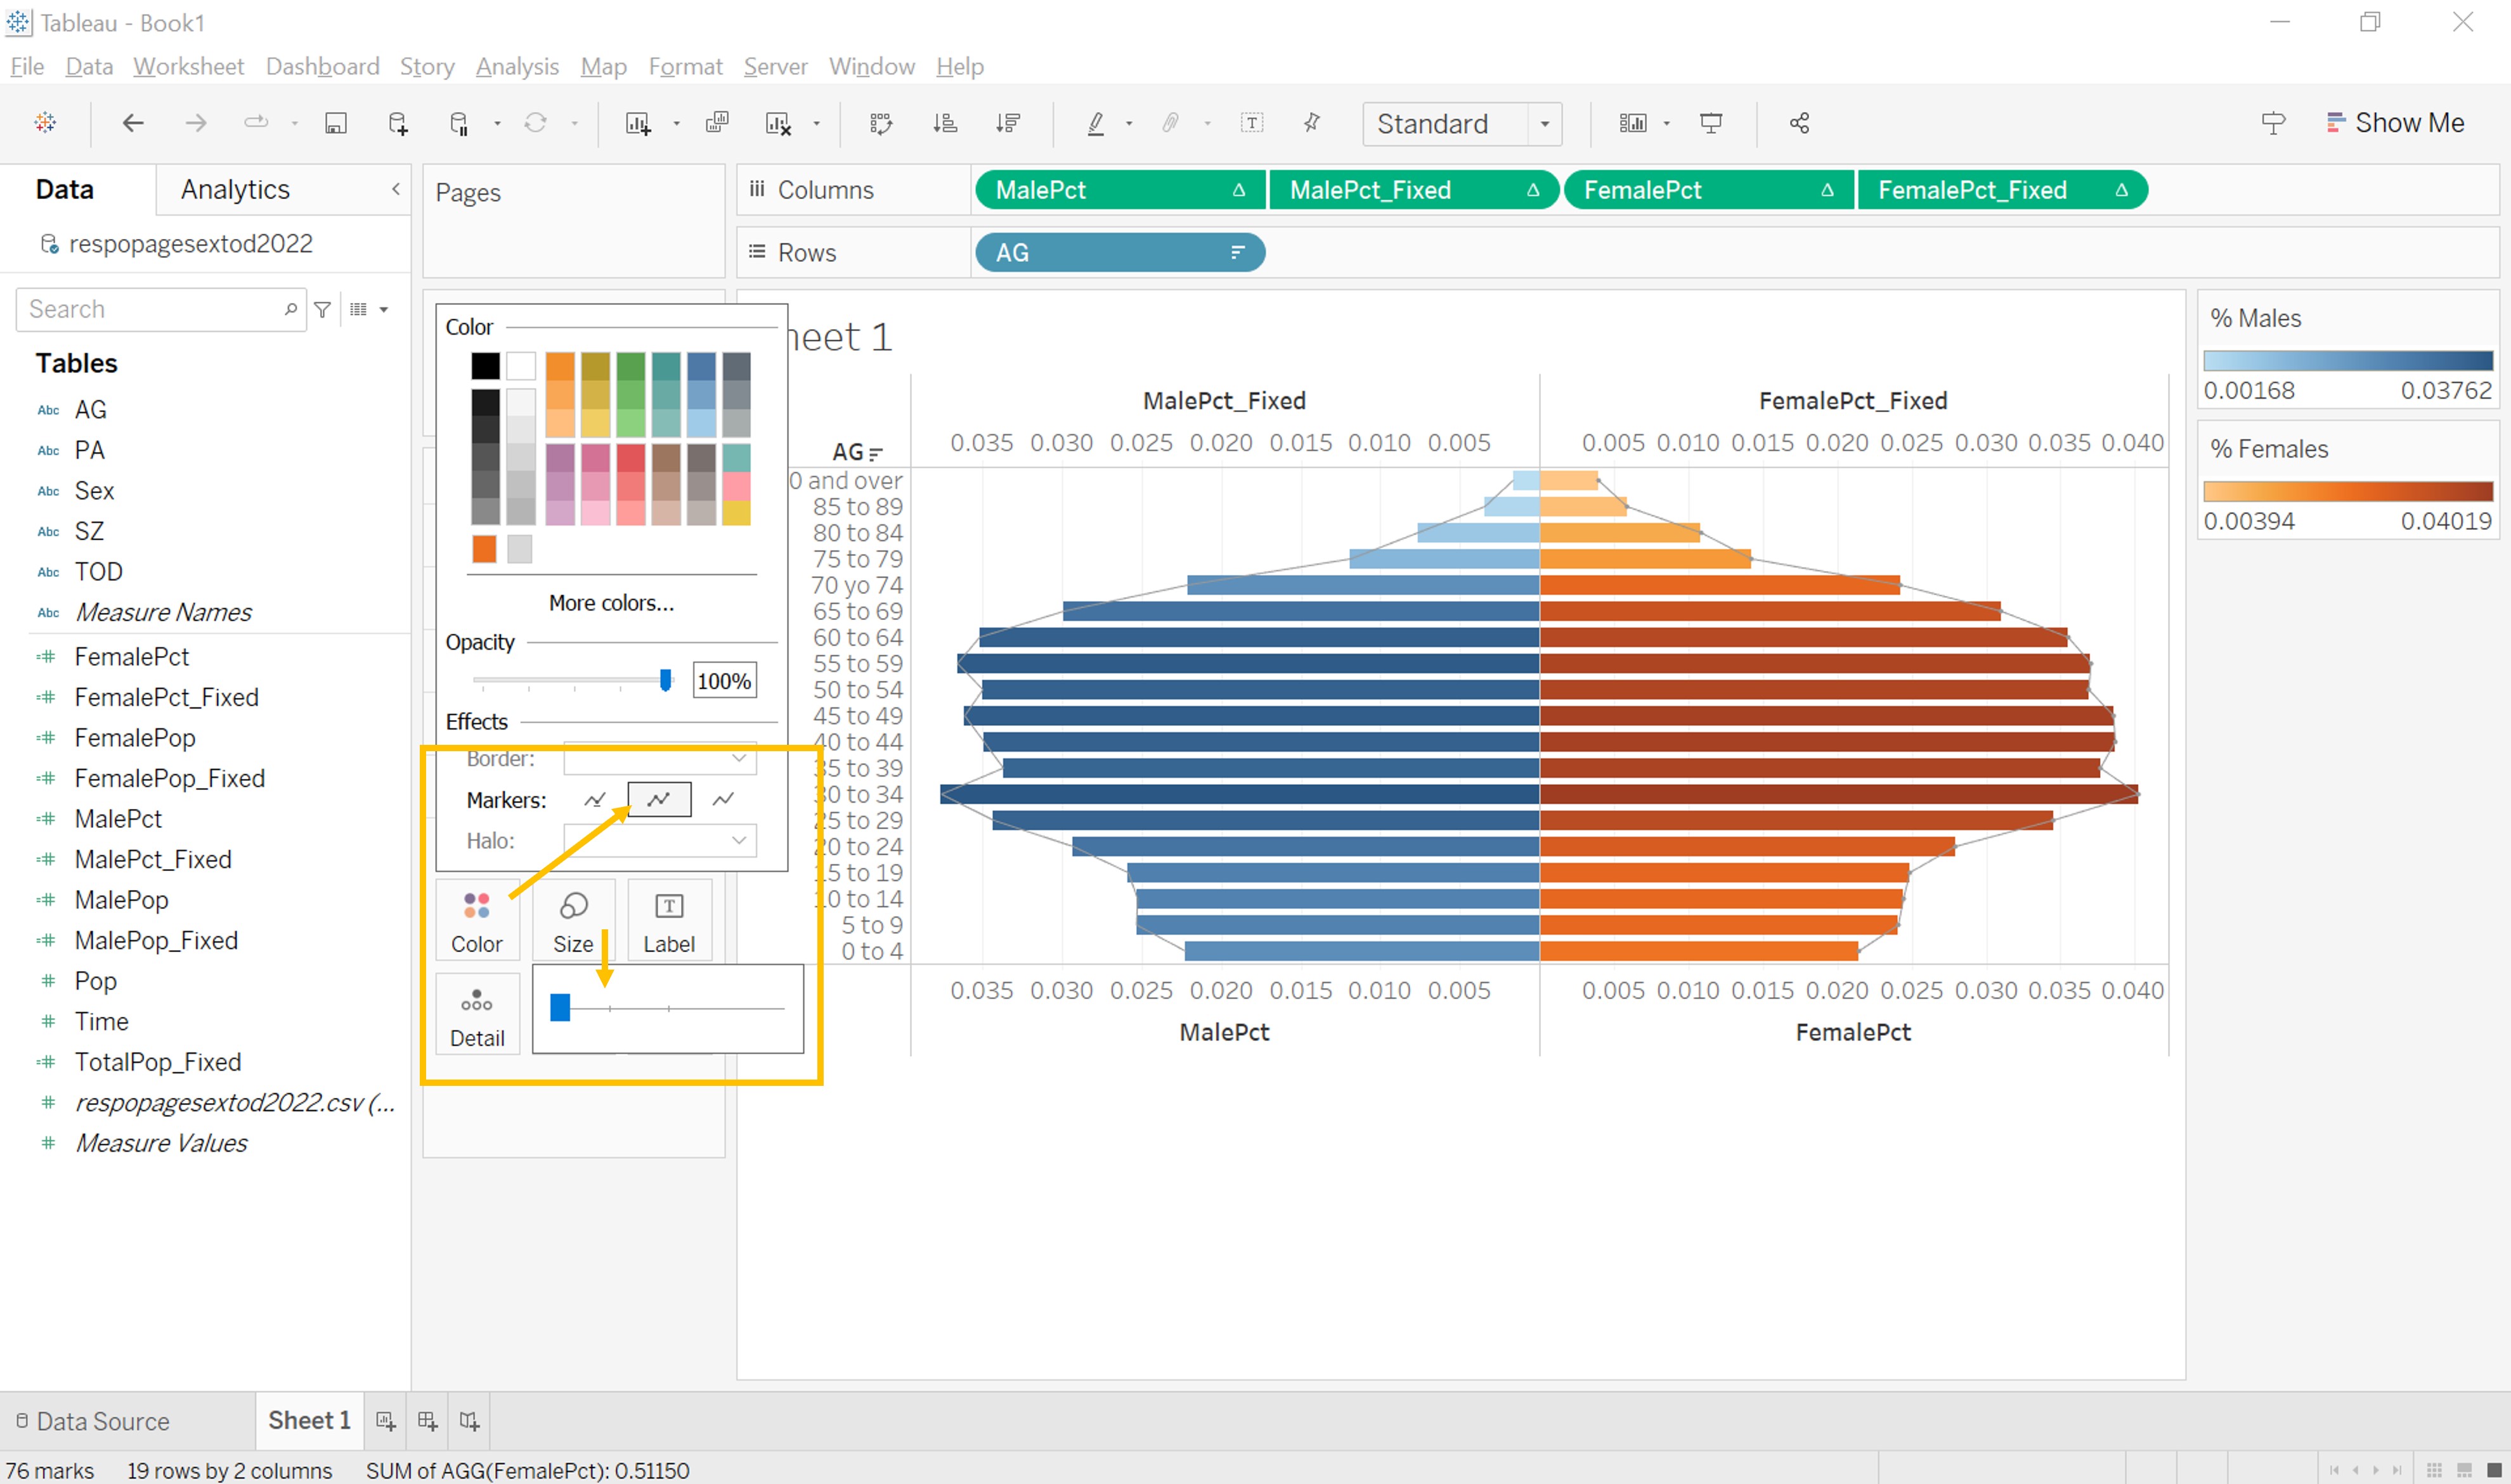 Tableau - Book1
File Data Worksheet Dashboard Story Analysis Map Format Server Window Help
Standard
Show Me
Data Analytics
respopagesextod2022
Search
Tables
Abc AG
Abc PA
Abc Sex
Abc SZ
Abc TOD
Abc Measure Names
=# FemalePct
=# FemalePct_Fixed
=# FemalePop
=# FemalePop_Fixed
=# MalePct
=# MalePct_Fixed
=# MalePop
=# MalePop_Fixed
# Pop
# Time
=# TotalPop_Fixed
# respopagesextod2022.csv (...
# Measure Values
Pages
Columns MalePct Δ MalePct_Fixed Δ FemalePct Δ FemalePct_Fixed Δ
Rows AG
Color
More colors...
Opacity
100%
Effects
Border:
Markers:
Halo:
Color Size Label
Detail
heet 1
MalePct_Fixed FemalePct_Fixed
AG
0.035 0.030 0.025 0.020 0.015 0.010 0.005 0.005 0.010 0.015 0.020 0.025 0.030 0.035 0.040
0 and over
85 to 89
80 to 84
75 to 79
70 yo 74
65 to 69
60 to 64
55 to 59
50 to 54
45 to 49
40 to 44
35 to 39
30 to 34
25 to 29
20 to 24
15 to 19
10 to 14
5 to 9
0 to 4
0.035 0.030 0.025 0.020 0.015 0.010 0.005 0.005 0.010 0.015 0.020 0.025 0.030 0.035 0.040
MalePct FemalePct
% Males
0.00168 0.03762
% Females
0.00394 0.04019
Data Source Sheet 1
76 marks 19 rows by 2 columns SUM of AGG(FemalePct): 0.51150